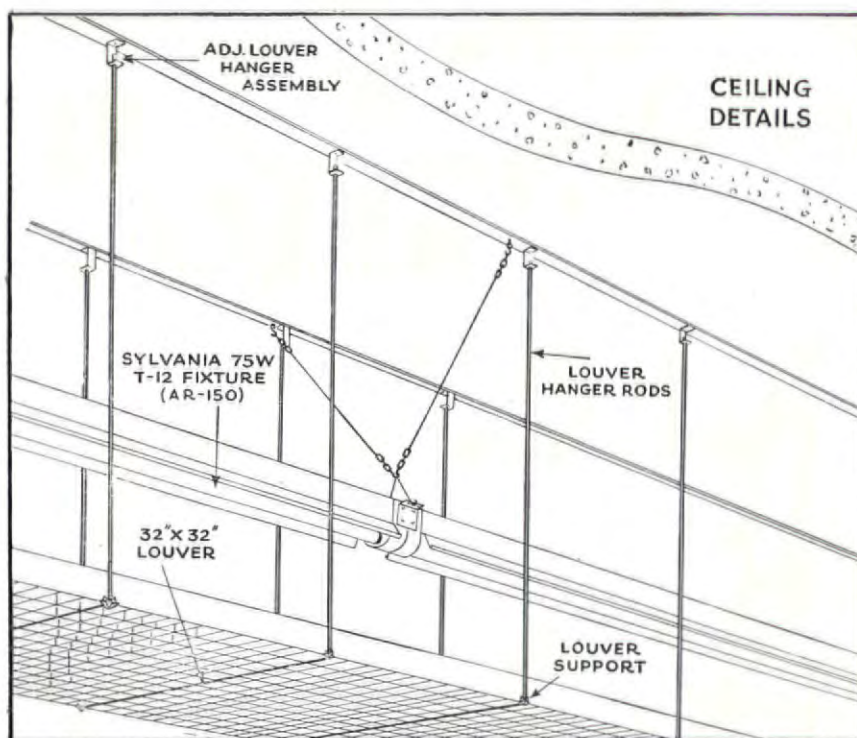 CEILING
DETAILS
ADJ. LOUVER
HANGER
ASSEMBLY
SYLVANIA 75W
T-12 FIXTURE
(AR-150)
LOUVER
HANGER RODS
32"X 32"
LOUVER
LOUVER
SUPPORT